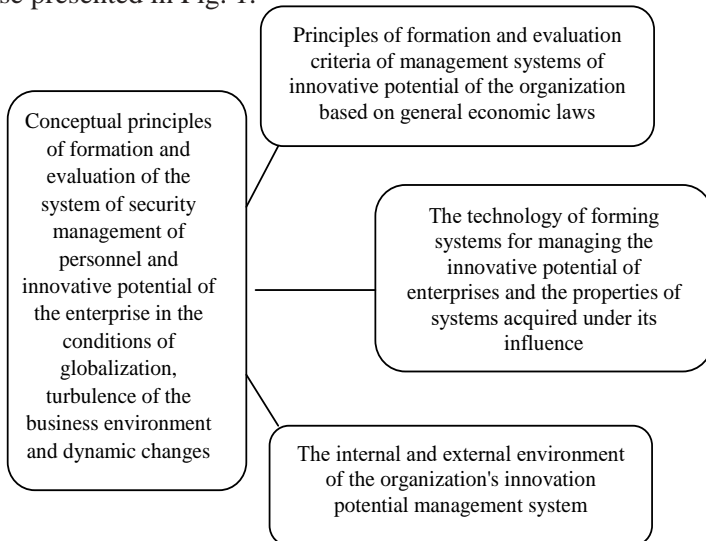 se presented in Fig. 1.
Principles of formation and evaluation
criteria of management systems of
innovative potential of the organization
based on general economic laws
Conceptual principles
of formation and
evaluation of the
system of security
management of
personnel and
innovative potential of
the enterprise in the
conditions of
globalization,
turbulence of the
business environment
and dynamic changes
The technology of forming
systems for managing the
innovative potential of
enterprises and the properties of
systems acquired under its
influence
The internal and external environment
of the organization's innovation
potential management system